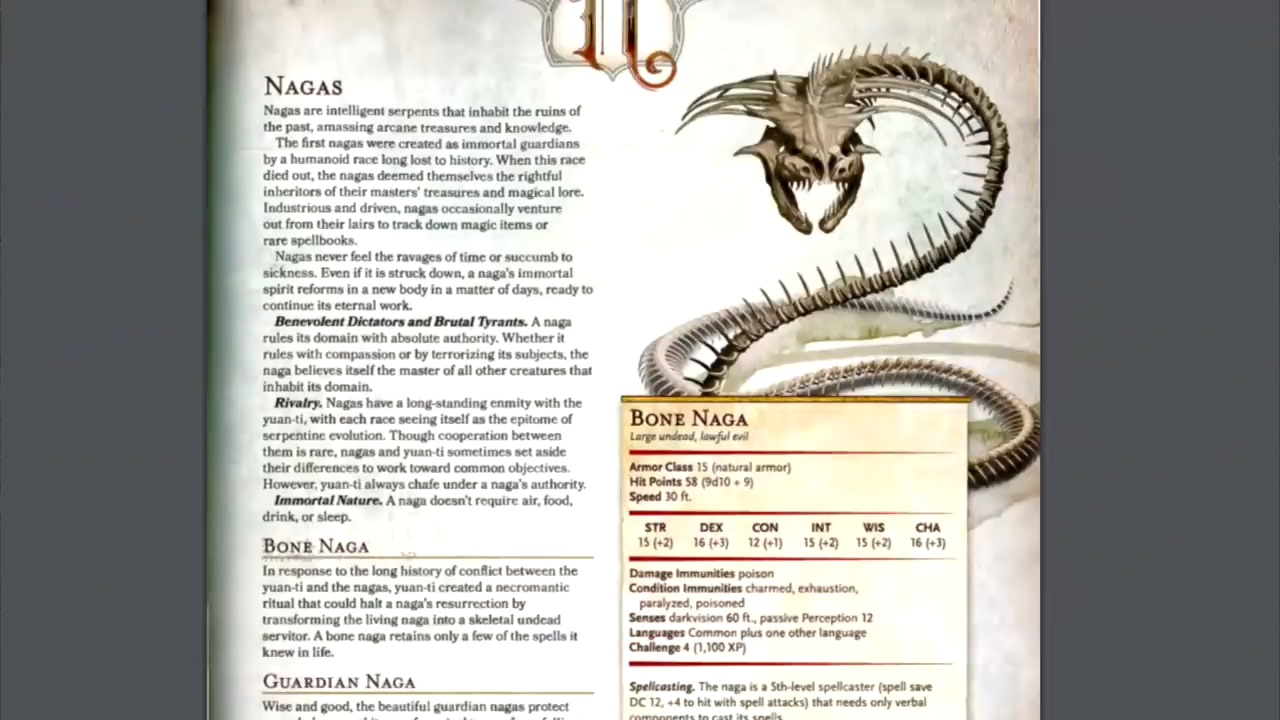 n
NAGAS
Nagas are intelligent serpents that inhabit the ruins of
the past, amassing arcane treasures and knowledge.
The first nagas were created as immortal guardians
by a humanoid race long lost to history. When this race
died out, the nagas deemed themselves the rightful
inheritors of their masters' treasures and magical lore.
Industrious and driven, nagas occasionally venture
out from their lairs to track down magic items or
rare spellbooks.
Nagas never feel the ravages of time or succumb to
sickness. Even if it is struck down, a naga's immortal
spirit reforms in a new body in a matter of days, ready to
continue its eternal work.
Benevolent Dictators and Brutal Tyrants. A naga
rules its domain with absolute authority. Whether it
rules with compassion or by terrorizing its subjects, the
naga believes itself the master of all other creatures that
inhabit its domain.
Rivalry. Nagas have a long-standing enmity with the
yuan-ti, with each race seeing itself as the epitome of
serpentine evolution. Though cooperation between
them is rare, nagas and yuan-ti sometimes set aside
their differences to work toward common objectives.
However, yuan-ti always chafe under a naga's authority.
Immortal Nature. A naga doesn't require air, food,
drink, or sleep.
BONE NAGA
In response to the long history of conflict between the
yuan-ti and the nagas, yuan-ti created a necromantic
ritual that could halt a naga's resurrection by
transforming the living naga into a skeletal undead
servitor. A bone naga retains only a few of the spells it
knew in life.
GUARDIAN NAGA
Wise and good, the beautiful guardian nagas protect
BONE NAGA
Large undead, lawful evil
Armor Class 15 (natural armor)
Hit Points 58 (9d10 + 9)
Speed 30 ft.
STR DEX CON INT WIS CHA
15 (+2) 16 (+3) 12 (+1) 15 (+2) 15 (+2) 16 (+3)
Damage Immunities poison
Condition Immunities charmed, exhaustion,
paralyzed, poisoned
Senses darkvision 60 ft., passive Perception 12
Languages Common plus one other language
Challenge 4 (1,100 XP)
Spellcasting. The naga is a 5th-level spellcaster (spell save
DC 12, +4 to hit with spell attacks) that needs only verbal
components to cast its spells.